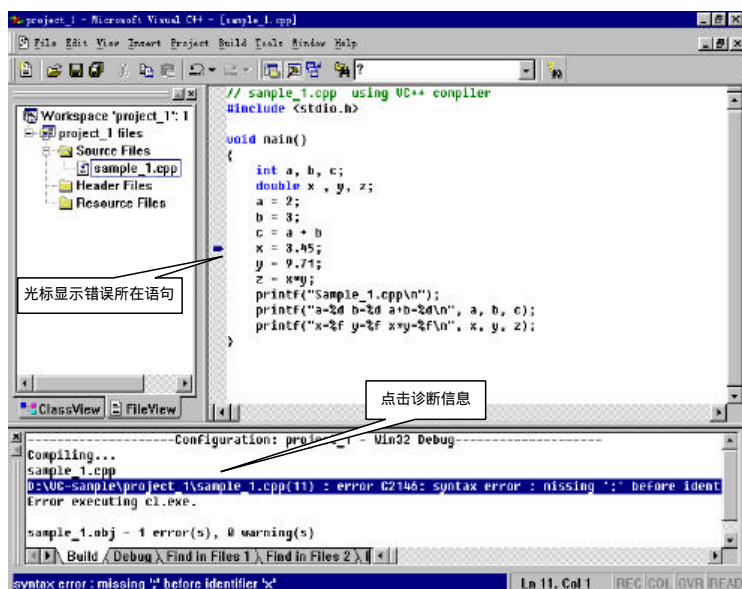 project_1 - Microsoft Visual C++ - [sample_1.cpp]
File Edit View Insert Project Build Tools Window Help
?
Workspace 'project_1': 1
project_1 files
Source Files
sample_1.cpp
Header Files
Resource Files
ClassView FileView
// sample_1.cpp using VC++ compiler
#include <stdio.h>
void main()
{
int a, b, c;
double x , y, z;
a = 2;
b = 3;
c = a + b
x = 3.45;
y = 9.71;
z = x*y;
printf("Sample_1.cpp\n");
printf("a=%d b=%d a+b=%d\n", a, b, c);
printf("x=%f y=%f x*y=%f\n", x, y, z);
}
光标显示错误所在语句
点击诊断信息
--------------------Configuration: project_1 - Win32 Debug--------------------
Compiling...
sample_1.cpp
D:\VC-sample\project_1\sample_1.cpp(11) : error C2146: syntax error : missing ';' before ident
Error executing cl.exe.
sample_1.obj - 1 error(s), 0 warning(s)
Build Debug Find in Files 1 Find in Files 2
syntax error : missing ';' before identifier 'x'
Ln 11, Col 1 REC COL OVR READ